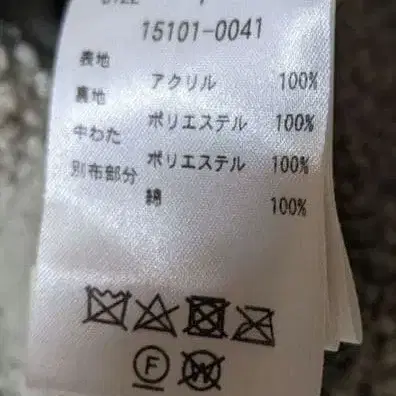 15101-0041
表地 アクリル 100%
裏地 ポリエステル 100%
中わた ポリエステル 100%
別布部分 綿 100%
F
W